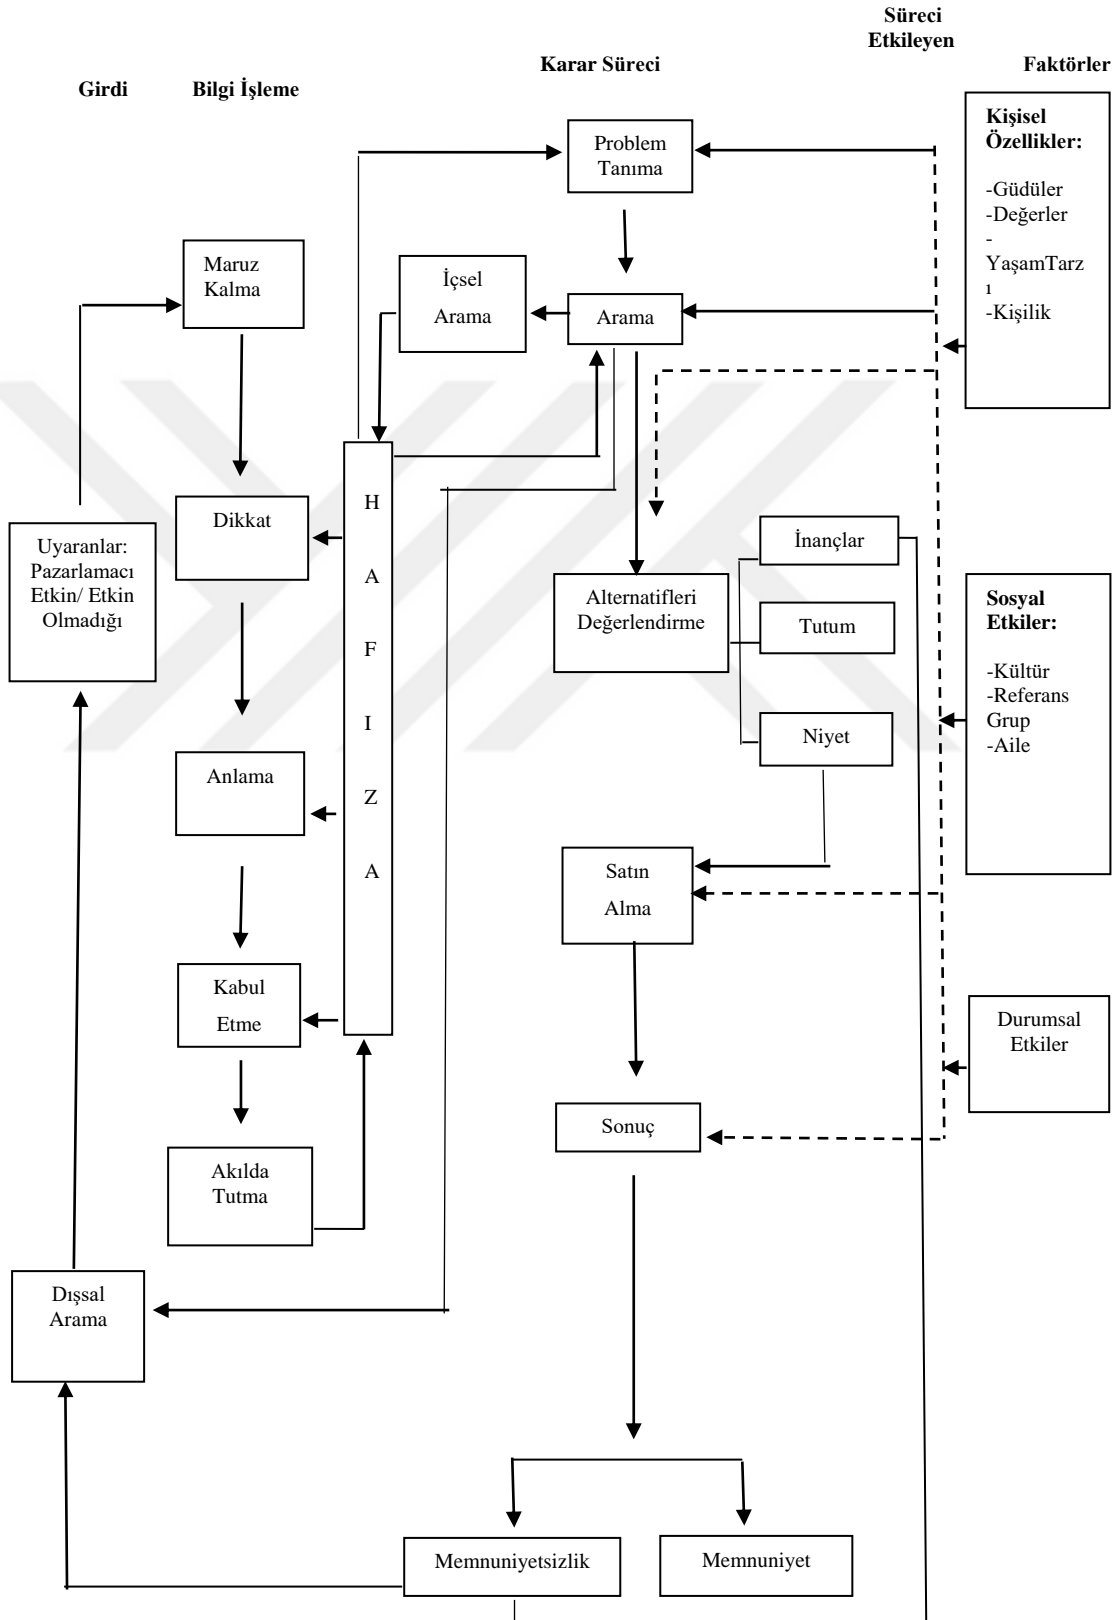 Süreci
Etkileyen
Girdi
Bilgi İşleme
Karar Süreci
Faktörler
Problem
Tanıma
Kişisel
Özellikler:
-Güdüler
-Değerler
-
YaşamTarz
ı
-Kişilik
Maruz
Kalma
İçsel
Arama
Arama
H
A
F
I
Z
A
Dikkat
Uyaranlar:
Pazarlamacı
Etkin/ Etkin
Olmadığı
İnançlar
Alternatifleri
Değerlendirme
Tutum
Niyet
Sosyal
Etkiler:
-Kültür
-Referans
Grup
-Aile
Anlama
Satın
Alma
Kabul
Etme
Durumsal
Etkiler
Sonuç
Akılda
Tutma
Dışsal
Arama
Memnuniyetsizlik
Memnuniyet